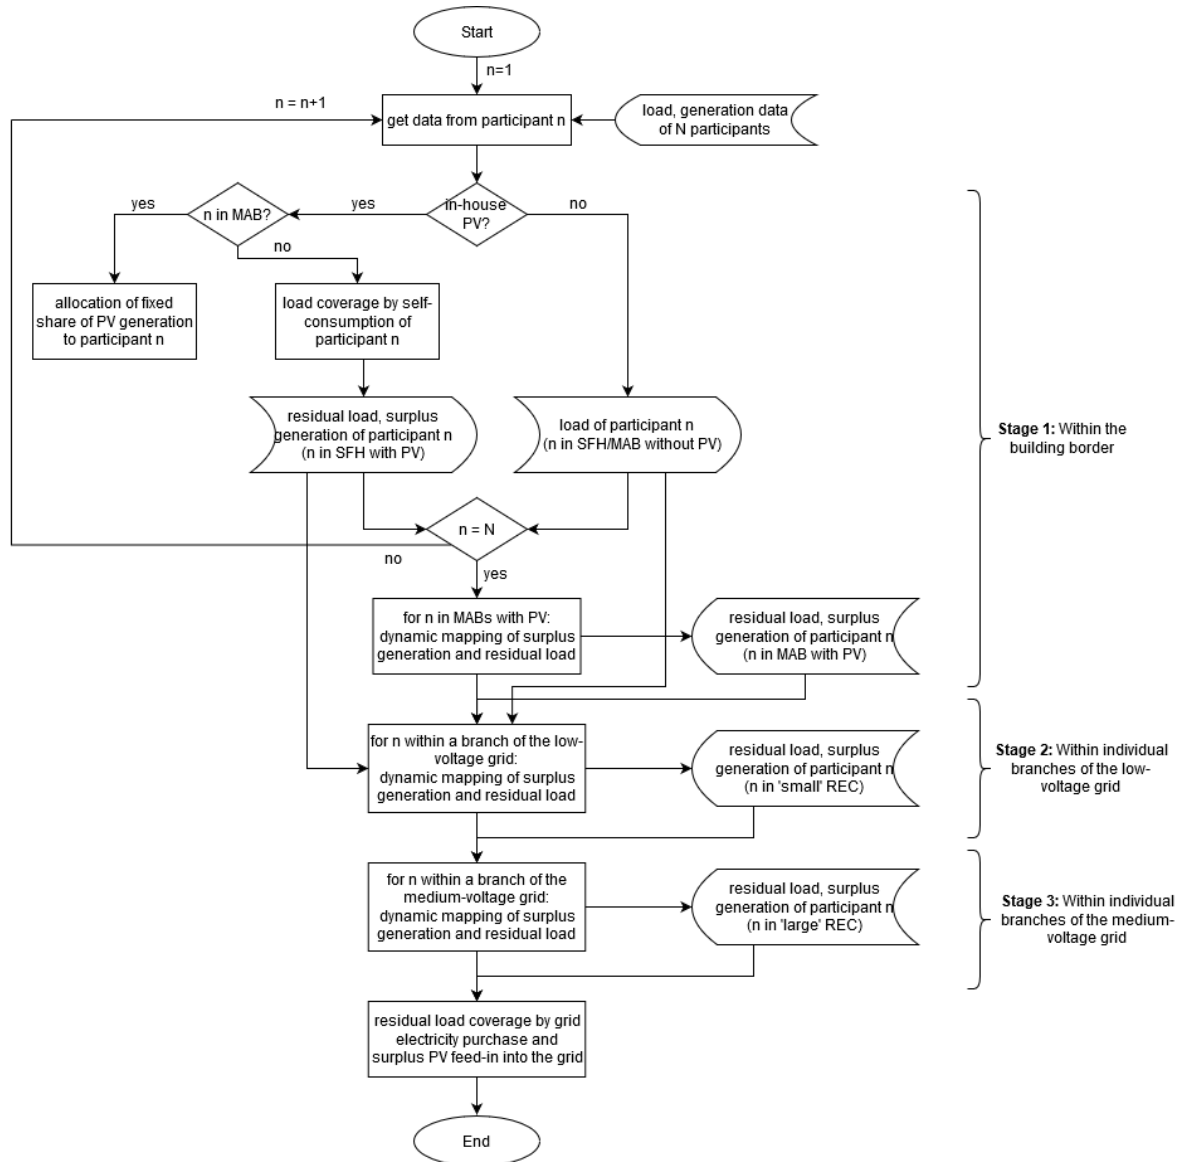 Start
n=1
n = n+1
get data from participant n
load, generation data
of N participants
yes
n in MAB?
yes
in-house
PV?
no
no
allocation of fixed
share of PV generation
to participant n
load coverage by self-
consumption of
participant n
residual load, surplus
generation of participant n
(n in SFH with PV)
load of participant n
(n in SFH/MAB without PV)
Stage 1: Within the
building border
n = N
no
yes
for n in MABs with PV:
dynamic mapping of surplus
generation and residual load
residual load, surplus
generation of participant n
(n in MAB with PV)
for n within a branch of the low-
voltage grid:
dynamic mapping of surplus
generation and residual load
residual load, surplus
generation of participant n
(n in 'small' REC)
Stage 2: Within individual
branches of the low-
voltage grid
for n within a branch of the
medium-voltage grid:
dynamic mapping of surplus
generation and residual load
residual load, surplus
generation of participant n
(n in 'large' REC)
Stage 3: Within individual
branches of the medium-
voltage grid
residual load coverage by grid
electricity purchase and
surplus PV feed-in into the grid
End